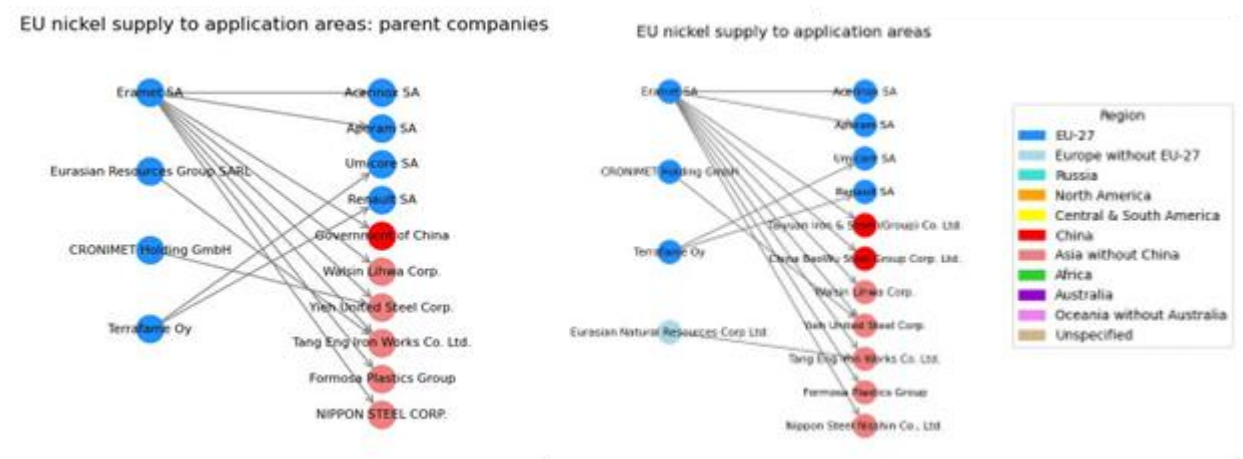 EU nickel supply to application areas: parent companies
Eramet SA
Eurasian Resources Group SARL
CRONIMET Holding GmbH
Terrafame Oy
Acerinox SA
Aperam SA
Umicore SA
Renault SA
Government of China
Walsin Lihwa Corp.
Yieh United Steel Corp.
Tang Eng Iron Works Co. Ltd.
Formosa Plastics Group
NIPPON STEEL CORP.
EU nickel supply to application areas
Eramet SA
CRONIMET Holding GmbH
Terrafame Oy
Eurasian Natural Resources Corp Ltd.
Acerinox SA
Aperam SA
Umicore SA
Renault SA
Iron & (Group) Co. Ltd.
China BaoWu Steel Group Corp. Ltd.
Walsin Lihwa Corp.
Yieh United Steel Corp.
Tang Eng Iron Works Co. Ltd.
Formosa Plastics Group
Nippon Steel Nisshin Co., Ltd.
Region
EU-27
Europe without EU-27
Russia
North America
Central & South America
China
Asia without China
Africa
Australia
Oceania without Australia
Unspecified